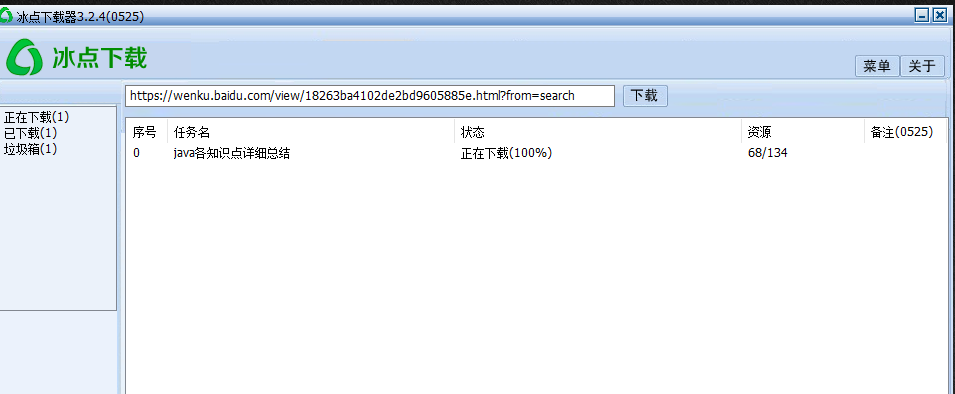 冰点下载器3.2.4(0525)
冰点下载
菜单 关于
https://wenku.baidu.com/view/18263ba4102de2bd9605885e.html?from=search 下载
正在下载(1)
已下载(1)
垃圾箱(1)
序号 任务名 状态 资源 备注(0525)
0 java各知识点详细总结 正在下载(100%) 68/134